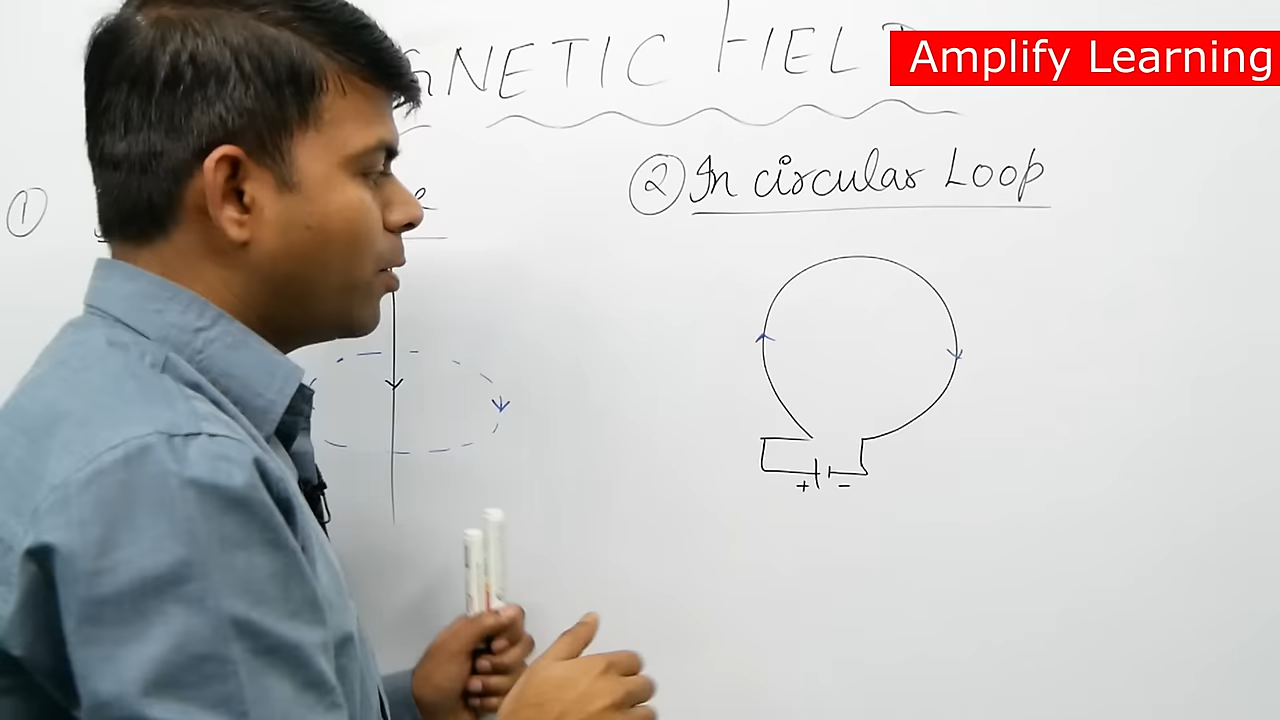 GNETIC FIELD
Amplify Learning
①
② In circular Loop
+ -